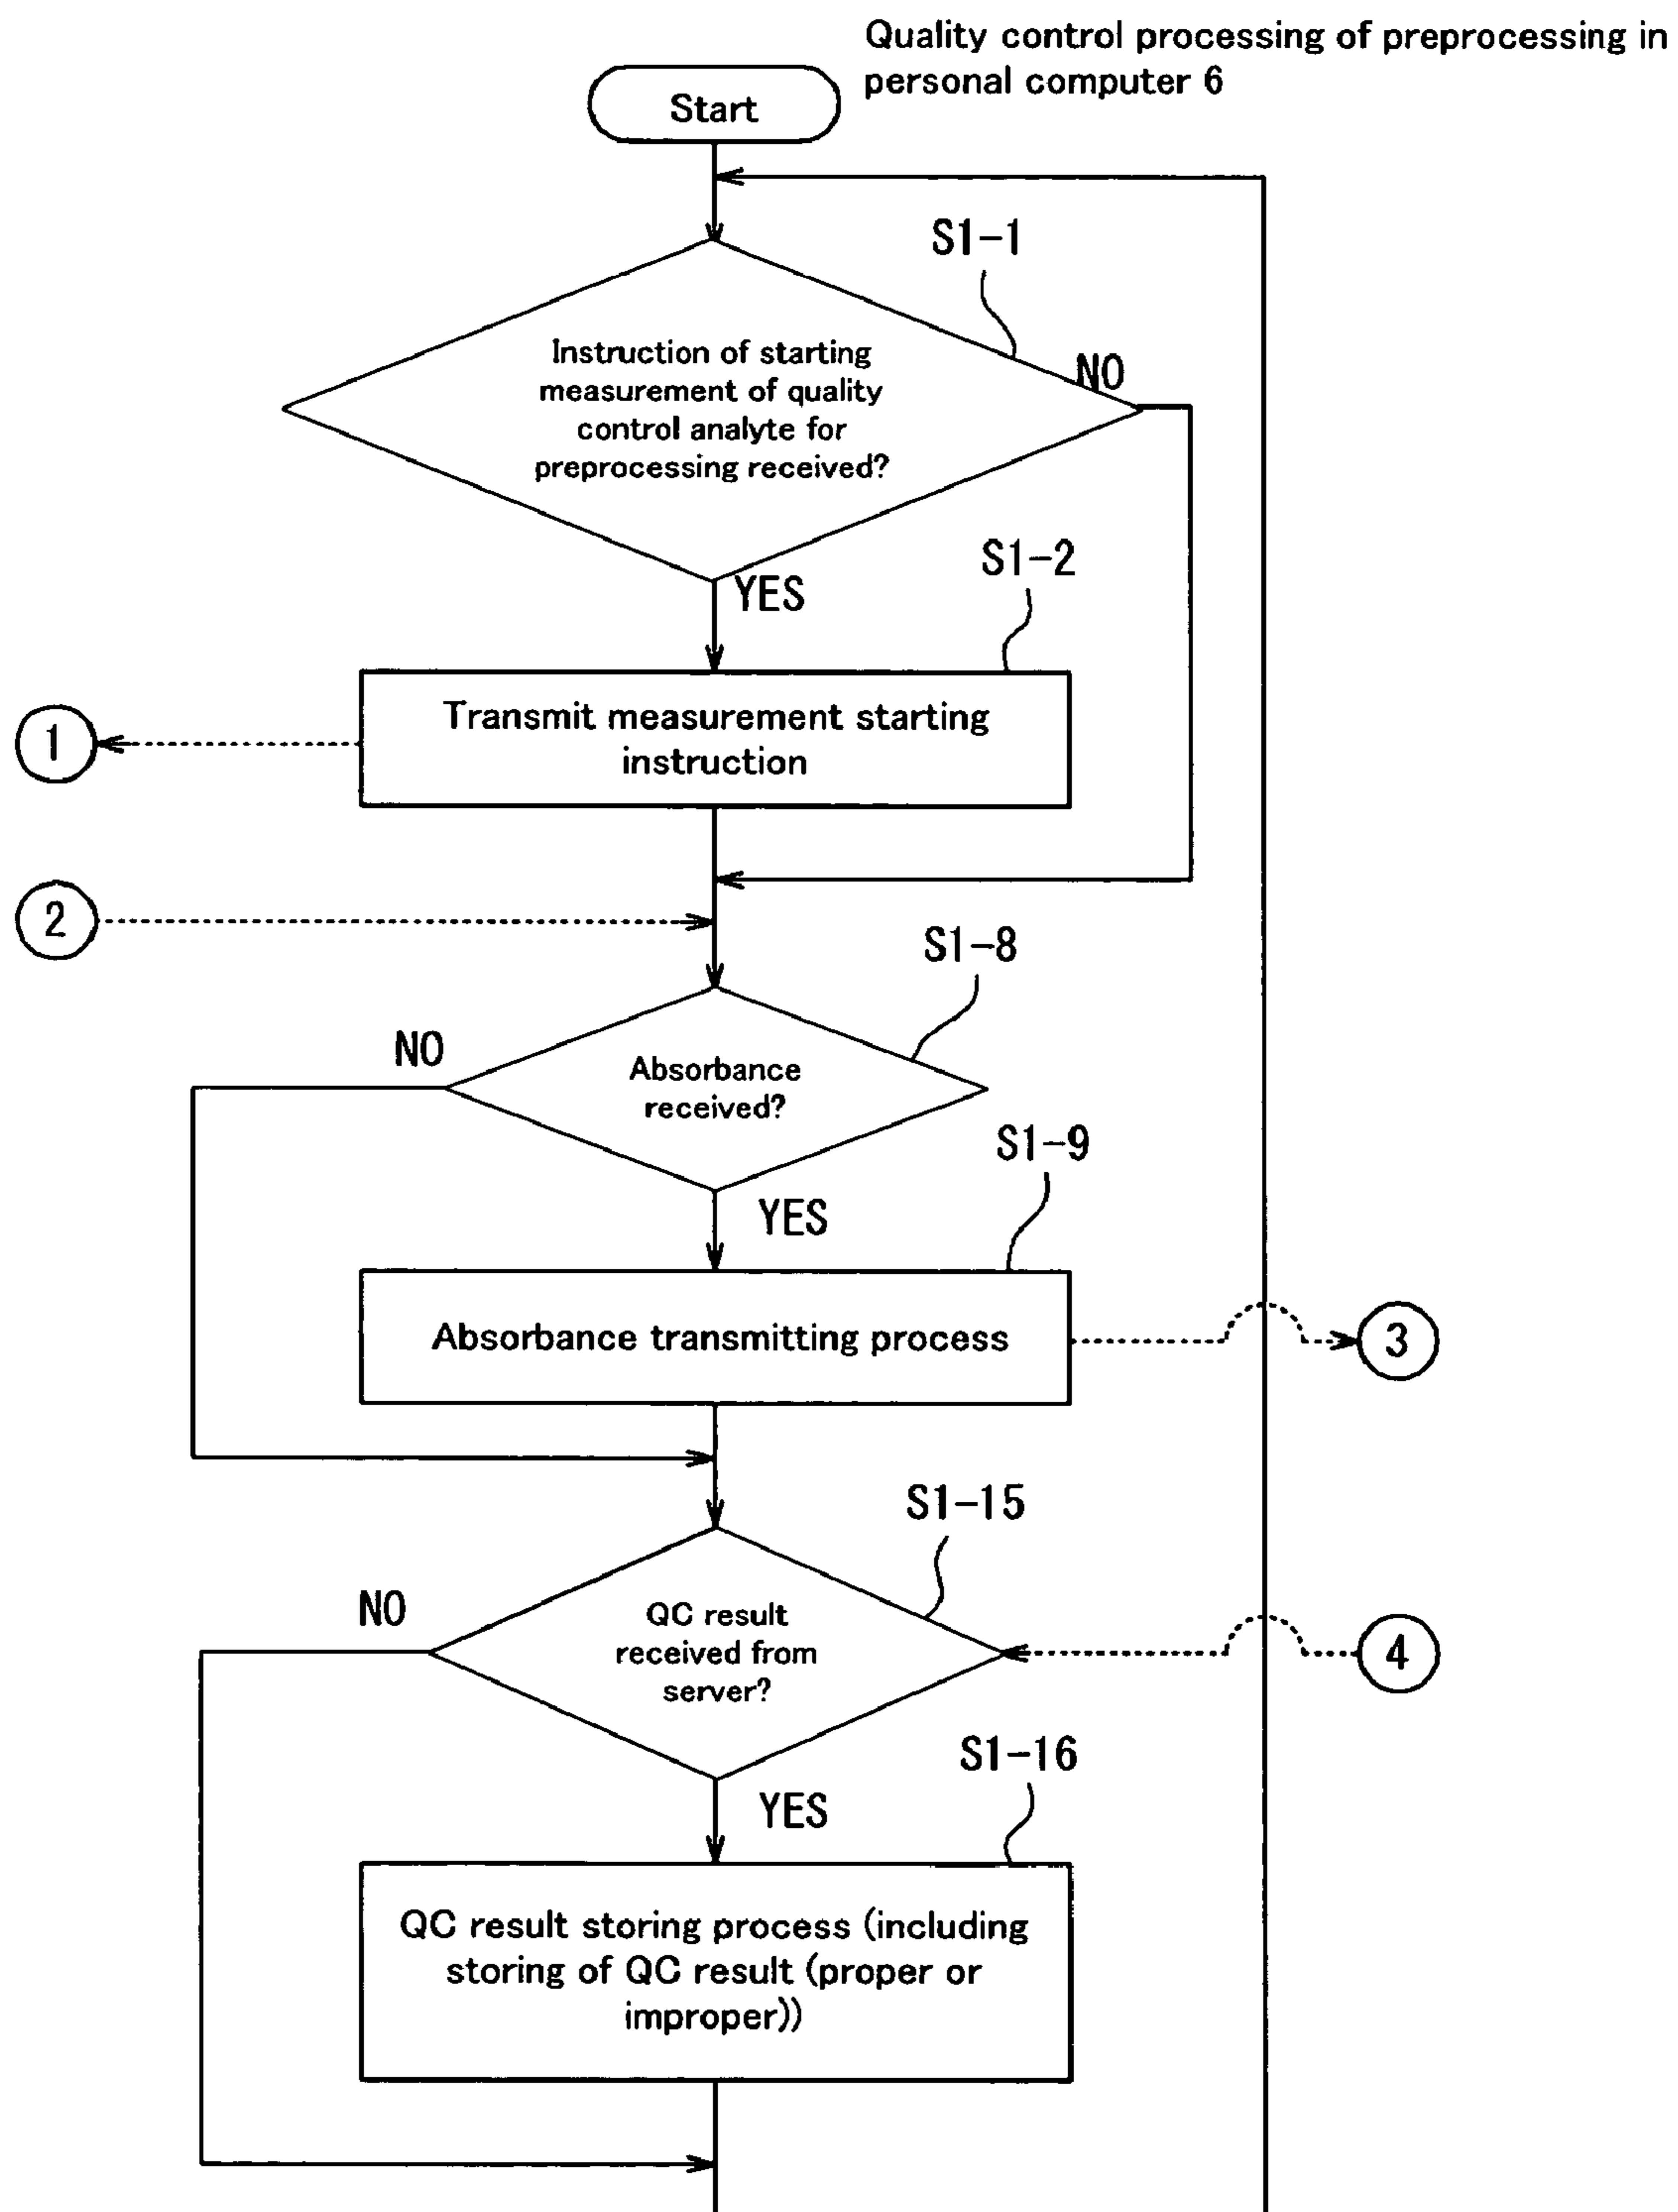 Quality control processing of preprocessing in
personal computer 6
Start
S1-1
Instruction of starting
measurement of quality
control analyte for
preprocessing received?
NO
S1-2
YES
Transmit measurement starting
instruction
1
2
S1-8
NO
Absorbance
received?
S1-9
YES
Absorbance transmitting process
3
S1-15
NO
QC result
received from
server?
4
S1-16
YES
QC result storing process (including
storing of QC result (proper or
improper))